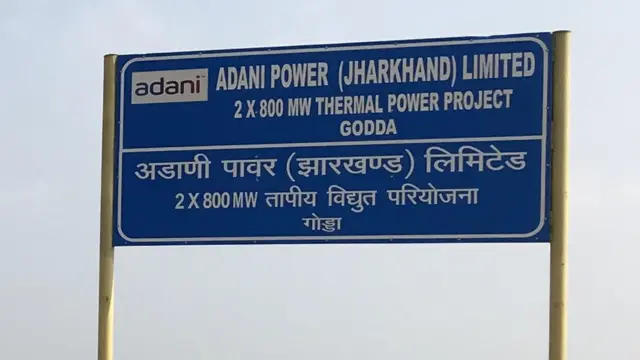 adani
ADANI POWER (JHARKHAND) LIMITED
2 X 800 MW THERMAL POWER PROJECT
GODDA
अडाणी पावर (झारखण्ड) लिमिटेड
2 X 800 MW तापीय विद्युत परियोजना
गोड्डा